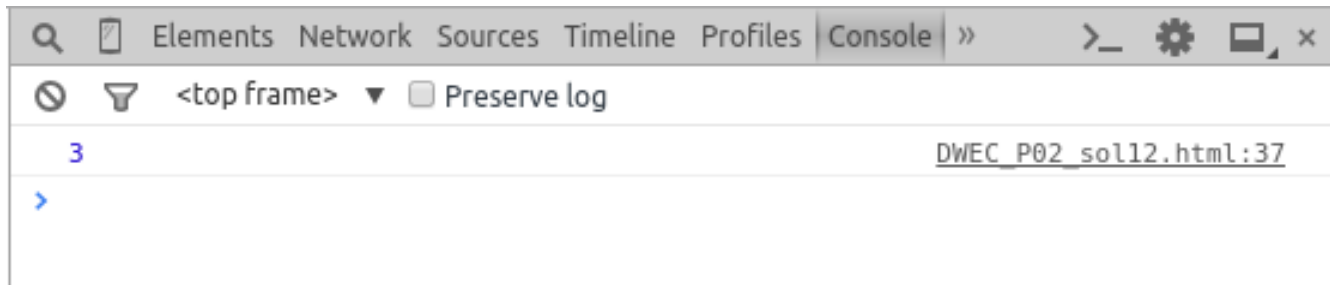 Elements Network Sources Timeline Profiles Console »
<top frame> ▼ Preserve log
3 DWEC_P02_sol12.html:37